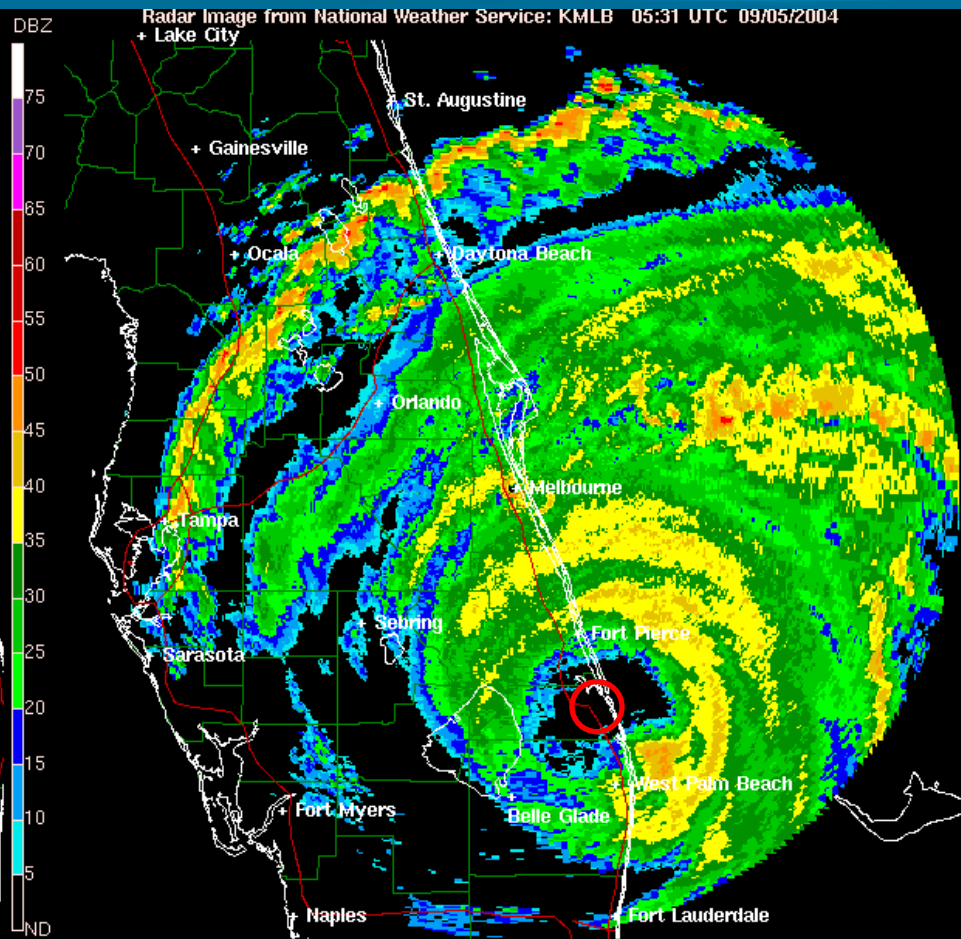 Radar Image from National Weather Service: KMLB 05:31 UTC 09/05/2004
DBZ
Lake City
75
St. Augustine
70
Gainesville
65
60
Ocala
Daytona Beach
55
50
Orlando
45
40
Melbourne
Tampa
35
30
Sebring
Fort Pierce
25
Sarasota
20
15
West Palm Beach
10
Fort Myers
Belle Glade
5
Naples
Fort Lauderdale
ND